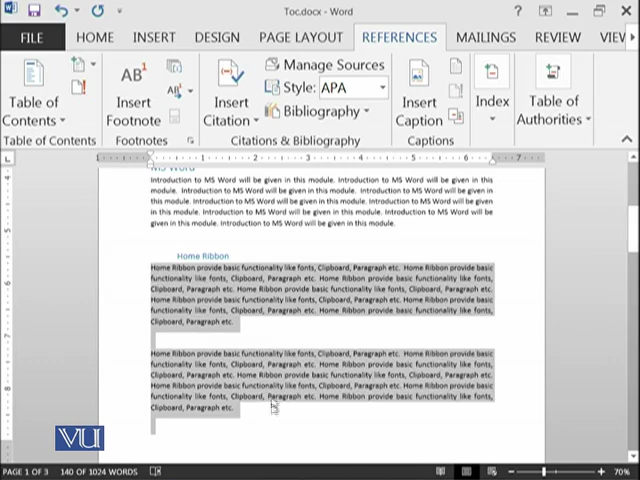 Toc.docx - Word
FILE HOME INSERT DESIGN PAGE LAYOUT REFERENCES MAILINGS REVIEW VIEW
Table of Contents
AB¹
Insert Footnote
AB
Insert Citation
Manage Sources
Style: APA
Bibliography
Insert Caption
Index
Table of Authorities
Table of Contents Footnotes Citations & Bibliography Captions
L
1 1 2 3 4 5 6 7
MS Word
Introduction to MS Word will be given in this module. Introduction to MS Word will be given in this
module. Introduction to MS Word will be given in this module. Introduction to MS Word will be given
in this module. Introduction to MS Word will be given in this module. Introduction to MS Word will
be given in this module. Introduction to MS Word will be given in this module. Introduction to MS
Word will be given in this module. Introduction to MS Word will be given in this module.
Home Ribbon
Home Ribbon provide basic functionality like fonts, Clipboard, Paragraph etc. Home Ribbon provide basic
functionality like fonts, Clipboard, Paragraph etc. Home Ribbon provide basic functionality like fonts,
Clipboard, Paragraph etc. Home Ribbon provide basic functionality like fonts, Clipboard, Paragraph etc.
Home Ribbon provide basic functionality like fonts, Clipboard, Paragraph etc. Home Ribbon provide basic
functionality like fonts, Clipboard, Paragraph etc. Home Ribbon provide basic functionality like fonts,
Clipboard, Paragraph etc.
Home Ribbon provide basic functionality like fonts, Clipboard, Paragraph etc. Home Ribbon provide basic
functionality like fonts, Clipboard, Paragraph etc. Home Ribbon provide basic functionality like fonts,
Clipboard, Paragraph etc. Home Ribbon provide basic functionality like fonts, Clipboard, Paragraph etc.
Home Ribbon provide basic functionality like fonts, Clipboard, Paragraph etc. Home Ribbon provide basic
functionality like fonts, Clipboard, Paragraph etc. Home Ribbon provide basic functionality like fonts,
Clipboard, Paragraph etc.
VU
PAGE 1 OF 3 140 OF 1024 WORDS 70%